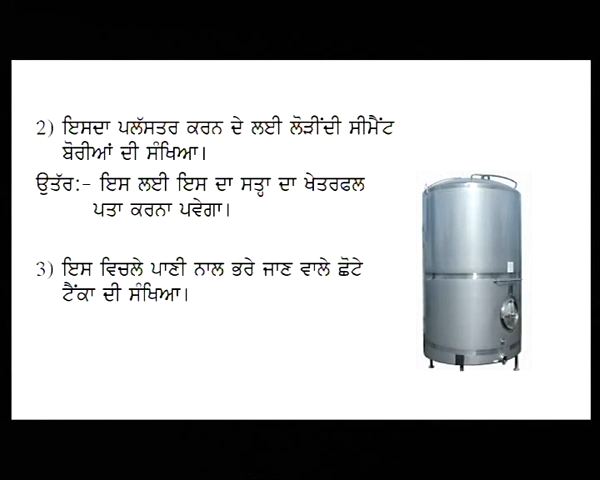 2) ਇਸਦਾ ਪਲੱਸਤਰ ਕਰਨ ਦੇ ਲਈ ਲੋੜੀਂਦੀ ਸੀਮੈਂਟ
ਬੋਰੀਆਂ ਦੀ ਸੰਖਿਆ।
ਉੱਤਰ:- ਇਸ ਲਈ ਇਸ ਦਾ ਸਤ੍ਹਾ ਦਾ ਖੇਤਰਫਲ
ਪਤਾ ਕਰਨਾ ਪਵੇਗਾ।
3) ਇਸ ਵਿਚਲੇ ਪਾਣੀ ਨਾਲ ਭਰੇ ਜਾਣ ਵਾਲੇ ਛੋਟੇ
ਟੈਂਕਾ ਦੀ ਸੰਖਿਆ।